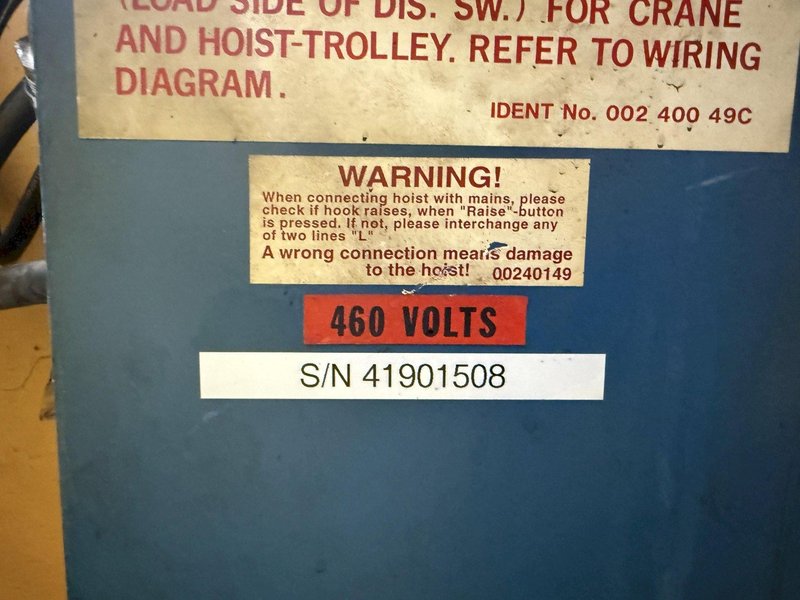 (LOAD SIDE OF DIS. SW.) FOR CRANE
AND HOIST-TROLLEY. REFER TO WIRING
DIAGRAM.
IDENT No. 002 400 49C
WARNING!
When connecting hoist with mains, please
check if hook raises, when "Raise"-button
is pressed. If not, please interchange any
of two lines "L"
A wrong connection means damage
to the hoist! 00240149
460 VOLTS
S/N 41901508